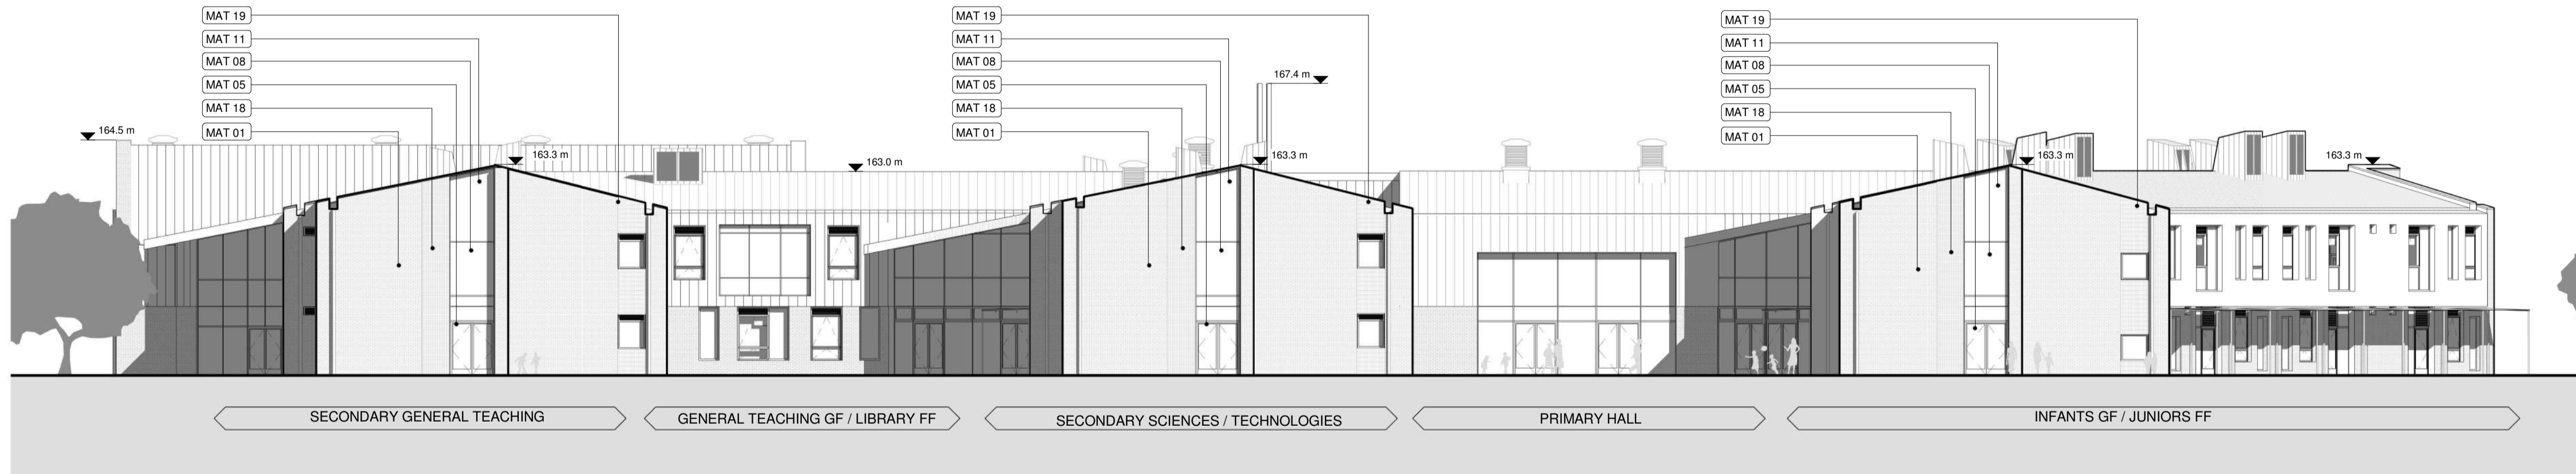 MAT 19
MAT 11
MAT 08
MAT 05
MAT 18
MAT 01
MAT 19
MAT 11
MAT 08
MAT 05
MAT 18
MAT 01
MAT 19
MAT 11
MAT 08
MAT 05
MAT 18
MAT 01
167.4 m
164.5 m
163.3 m
163.0 m
163.3 m
163.3 m
163.3 m
SECONDARY GENERAL TEACHING
GENERAL TEACHING GF / LIBRARY FF
SECONDARY SCIENCES / TECHNOLOGIES
PRIMARY HALL
INFANTS GF / JUNIORS FF